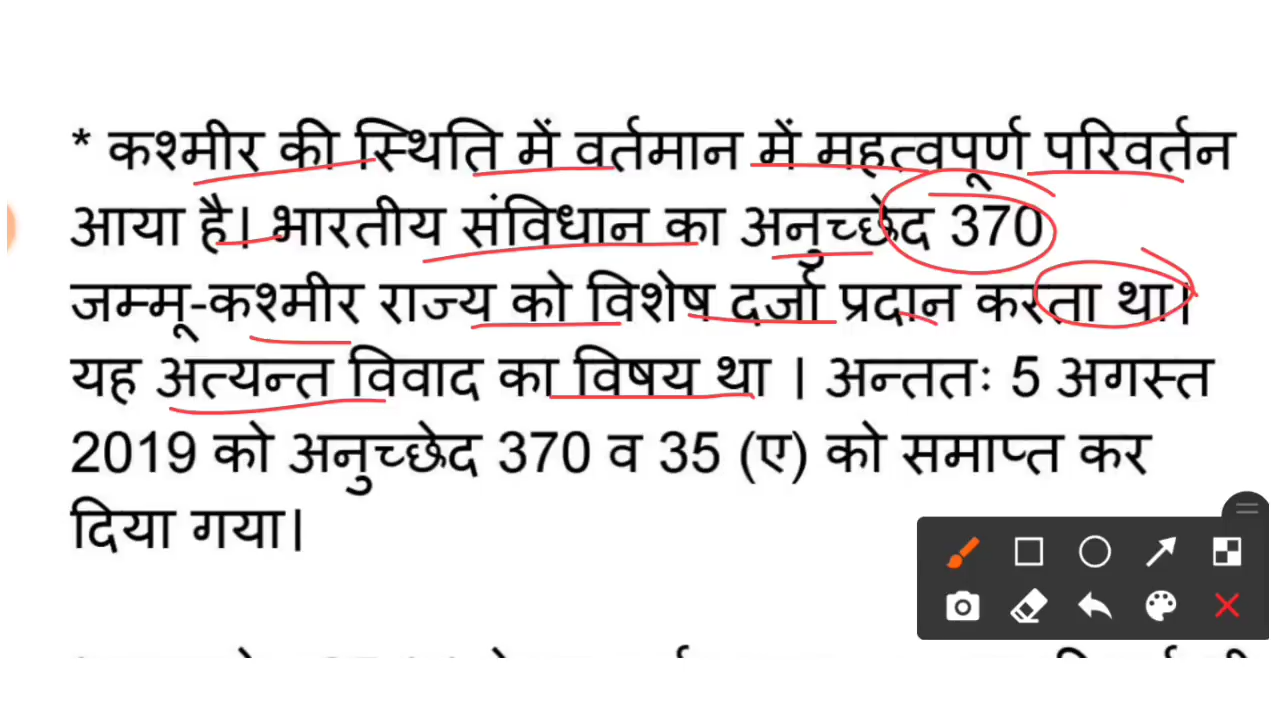 * कश्मीर की स्थिति में वर्तमान में महत्वपूर्ण परिवर्तन
आया है। भारतीय संविधान का अनुच्छेद 370
जम्मू-कश्मीर राज्य को विशेष दर्जा प्रदान करता था।
यह अत्यन्त विवाद का विषय था । अन्ततः 5 अगस्त
2019 को अनुच्छेद 370 व 35 (ए) को समाप्त कर
दिया गया।